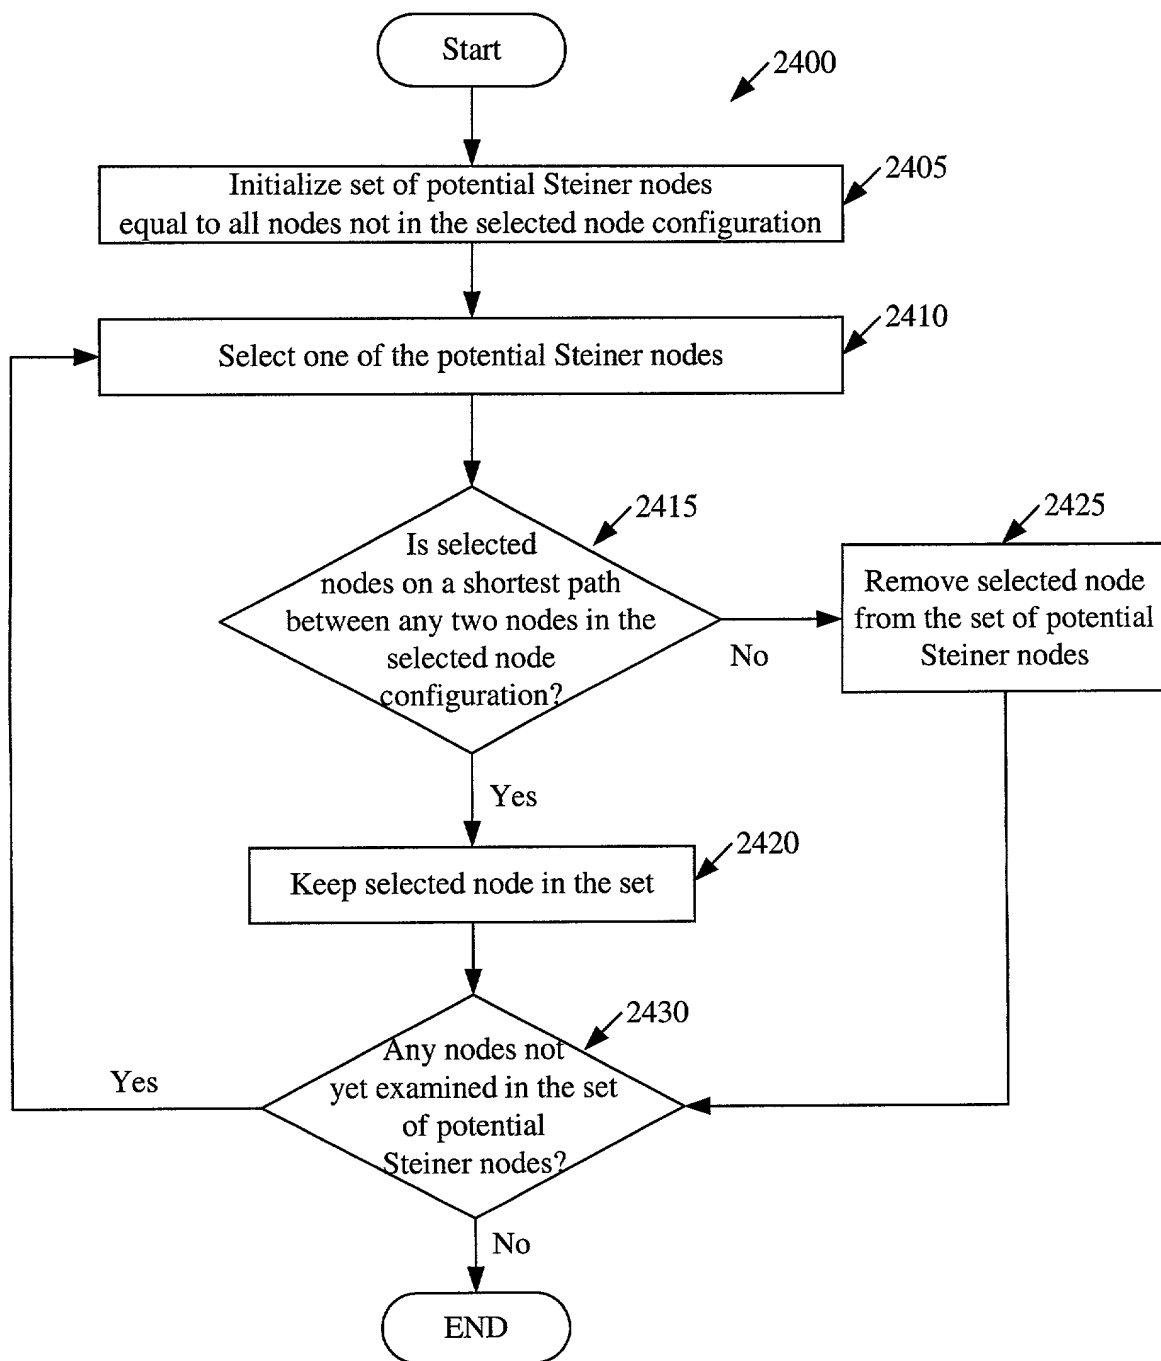 Start
2400
2405
Initialize set of potential Steiner nodes
equal to all nodes not in the selected node configuration
2410
Select one of the potential Steiner nodes
2415
Is selected
nodes on a shortest path
between any two nodes in the
selected node
configuration?
2425
Remove selected node
from the set of potential
Steiner nodes
No
Yes
2420
Keep selected node in the set
2430
Any nodes not
yet examined in the set
of potential
Steiner nodes?
Yes
No
END